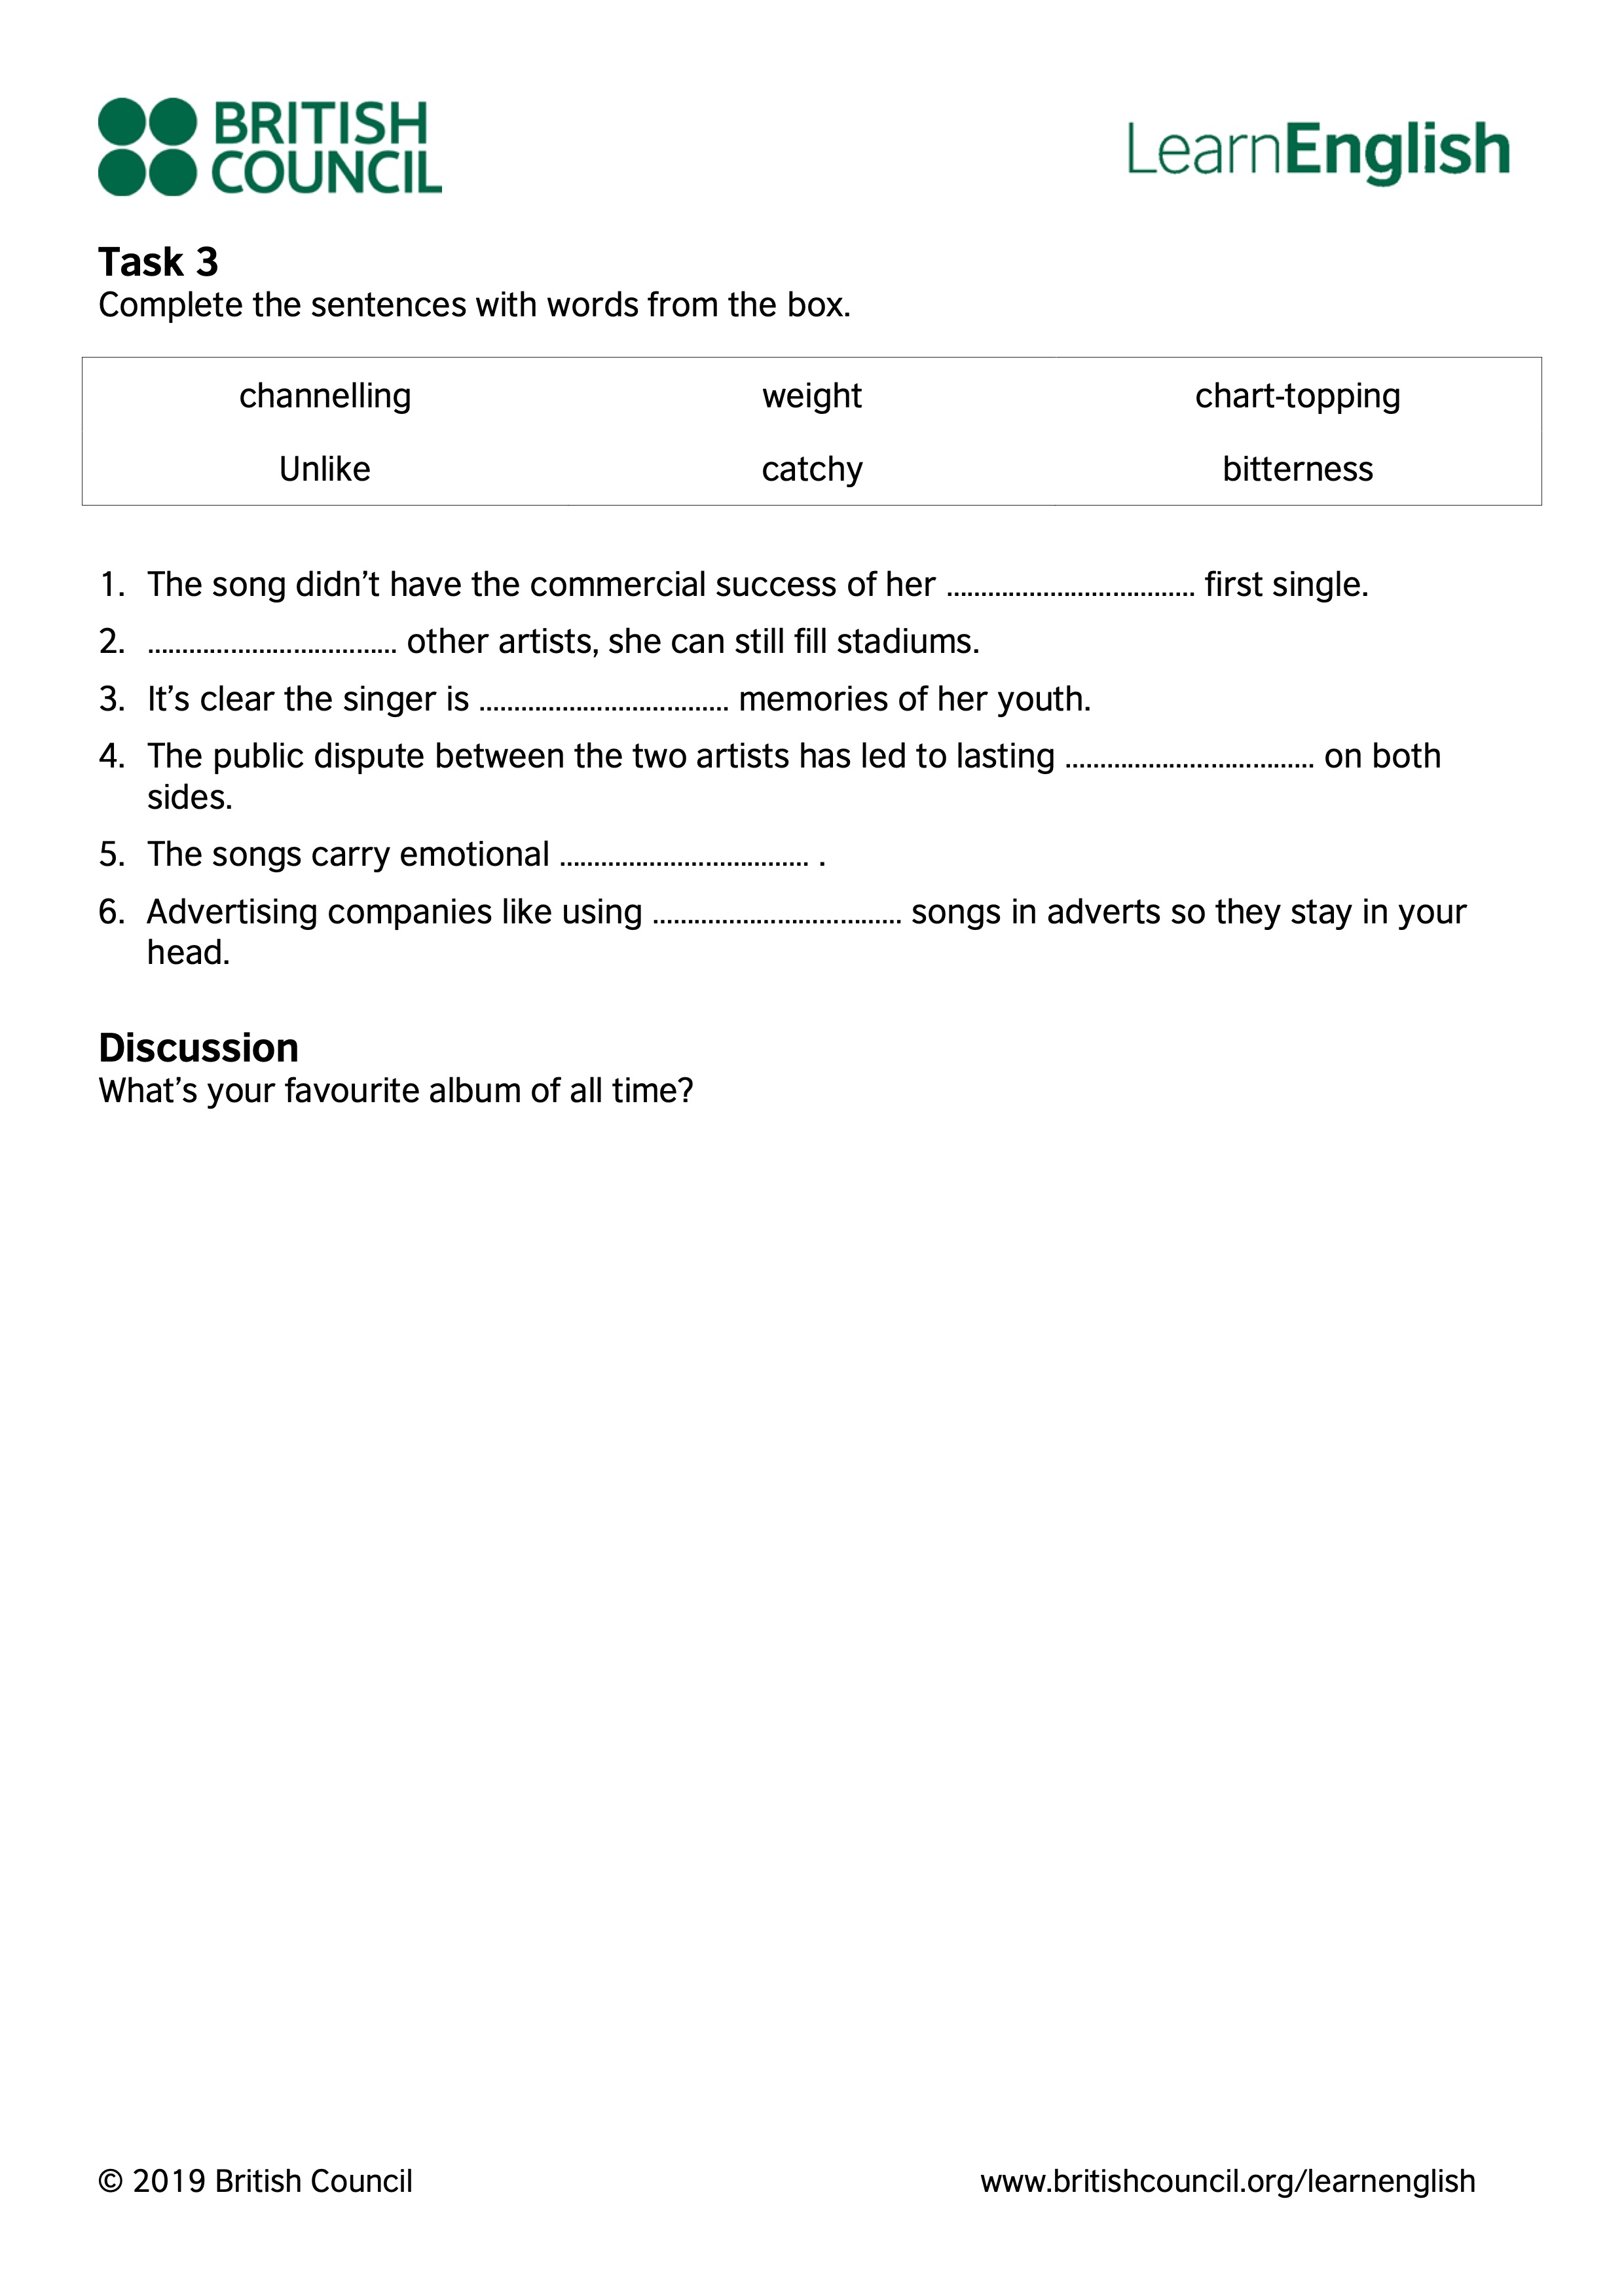 BRITISH
COUNCIL
LearnEnglish
Task 3
Complete the sentences with words from the box.
channelling weight chart-topping
Unlike catchy bitterness
1. The song didn’t have the commercial success of her .................................... first single.
2. .................................... other artists, she can still fill stadiums.
3. It’s clear the singer is .................................... memories of her youth.
4. The public dispute between the two artists has led to lasting .................................... on both
sides.
5. The songs carry emotional .................................... .
6. Advertising companies like using .................................... songs in adverts so they stay in your
head.
Discussion
What’s your favourite album of all time?
© 2019 British Council www.britishcouncil.org/learnenglish